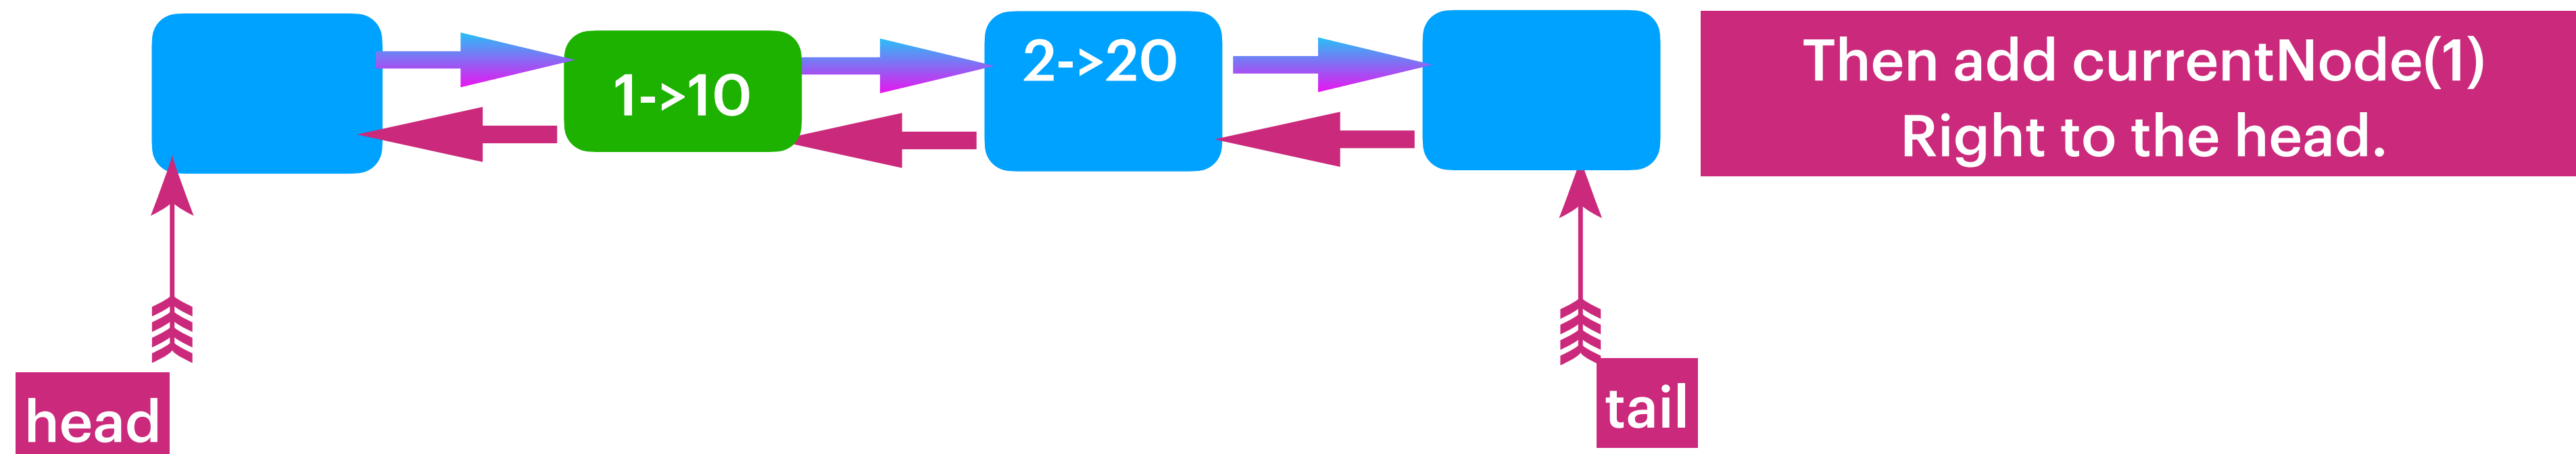 1->10
2->20
Then add currentNode(1)
Right to the head.
head
tail